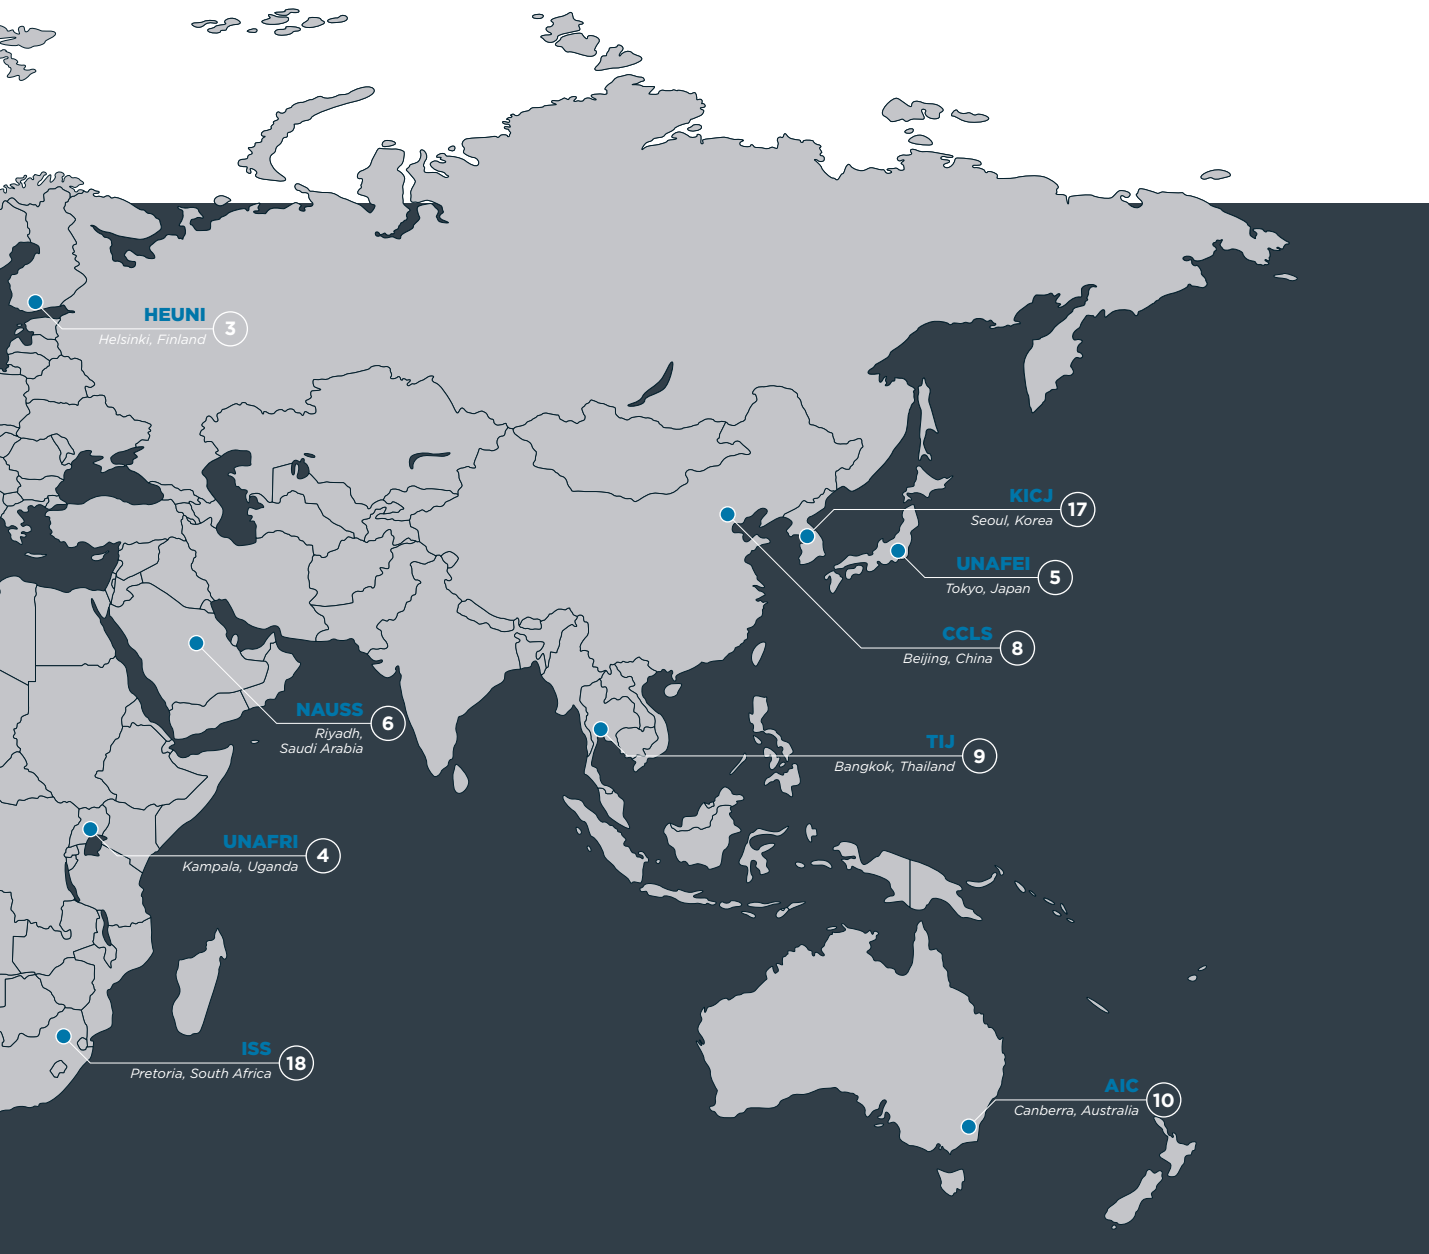 HEUNI
3
Helsinki, Finland
KICJ
17
Seoul, Korea
UNAFEI
5
Tokyo, Japan
CCLS
8
Beijing, China
NAUSS
6
Riyadh,
Saudi Arabia
TIJ
9
Bangkok, Thailand
UNAFRI
4
Kampala, Uganda
ISS
18
Pretoria, South Africa
AIC
10
Canberra, Australia